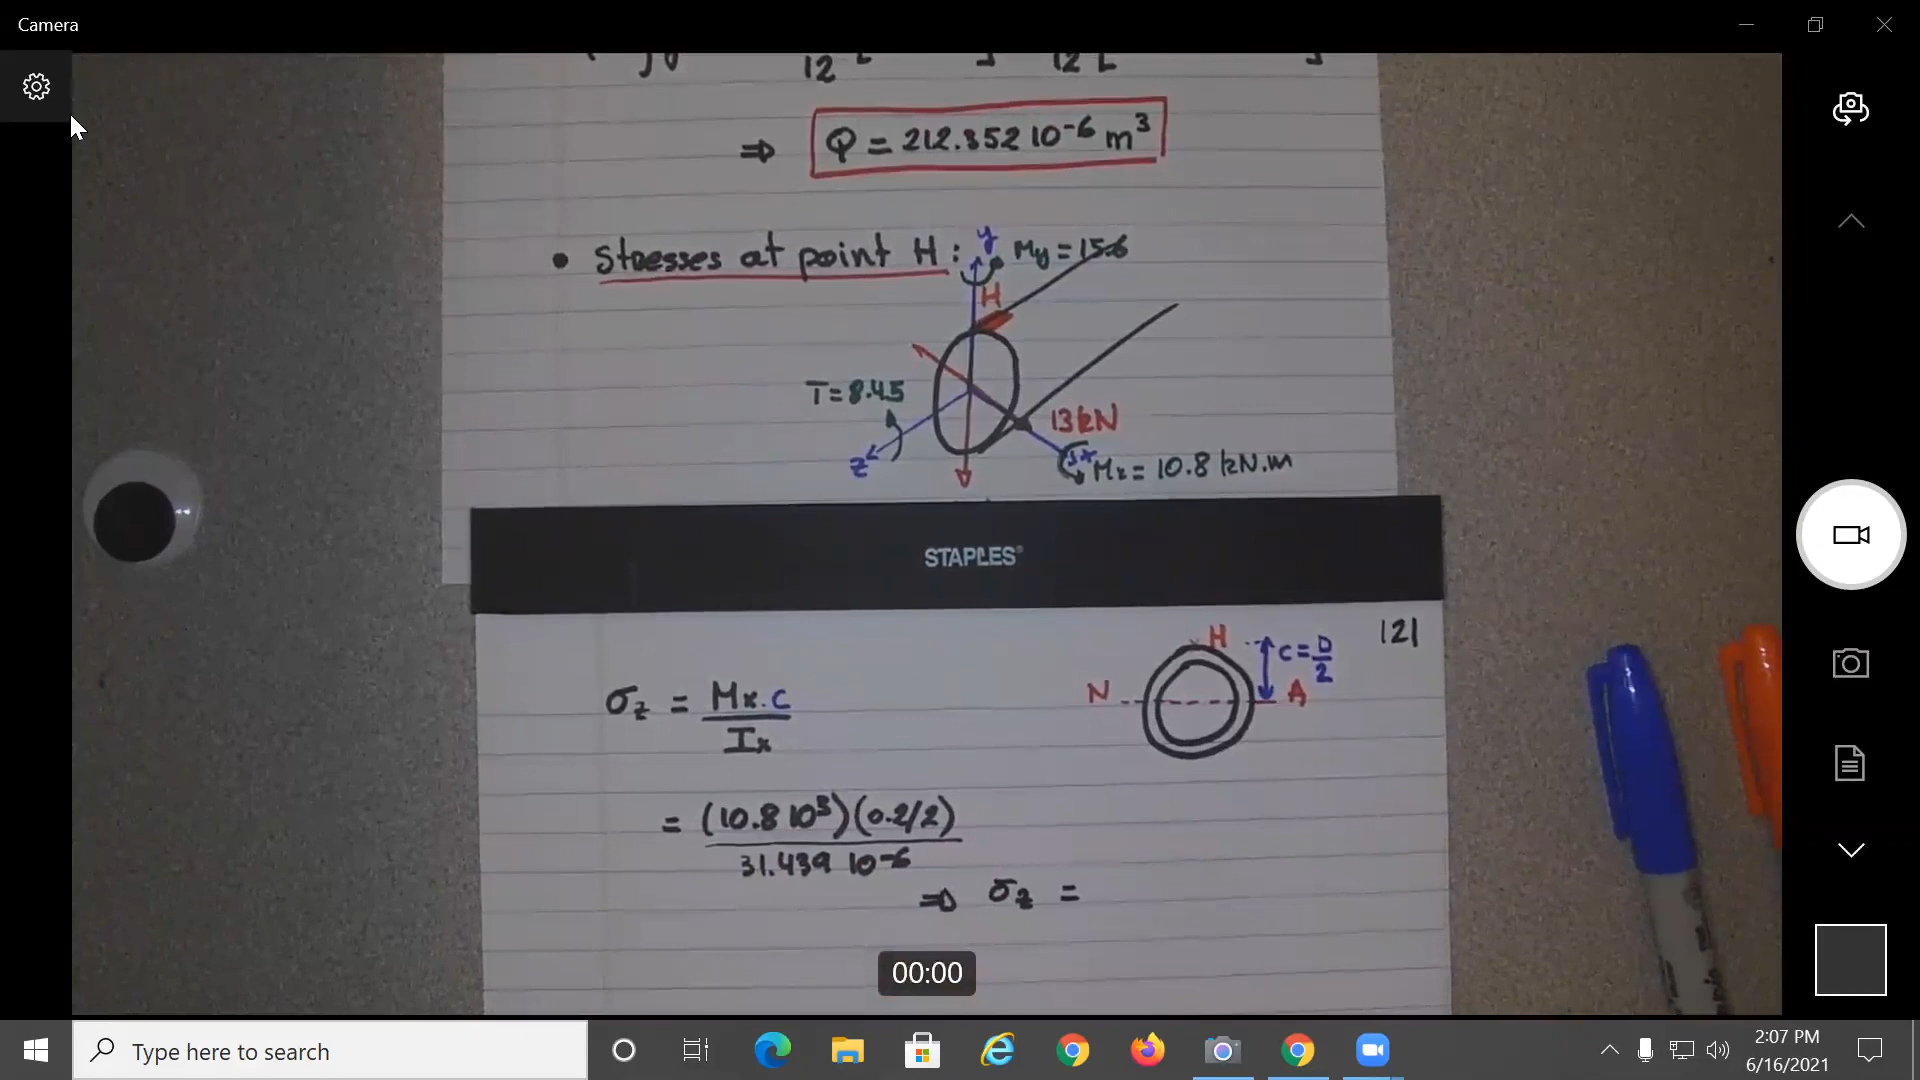 Camera
12 12
⇒ Q = 212.352 10⁻⁶ m³
• Stresses at point H:
y
My = 15.6
H
T = 8.45
13 kN
z
x
Mx = 10.8 kN.m
STAPLES
121
H
c = D/2
N A
σz = Mx.c / Ix
= (10.8 10³)(0.2/2) / 31.439 10⁻⁶
⇒ σz =
00:00
Type here to search
2:07 PM
6/16/2021